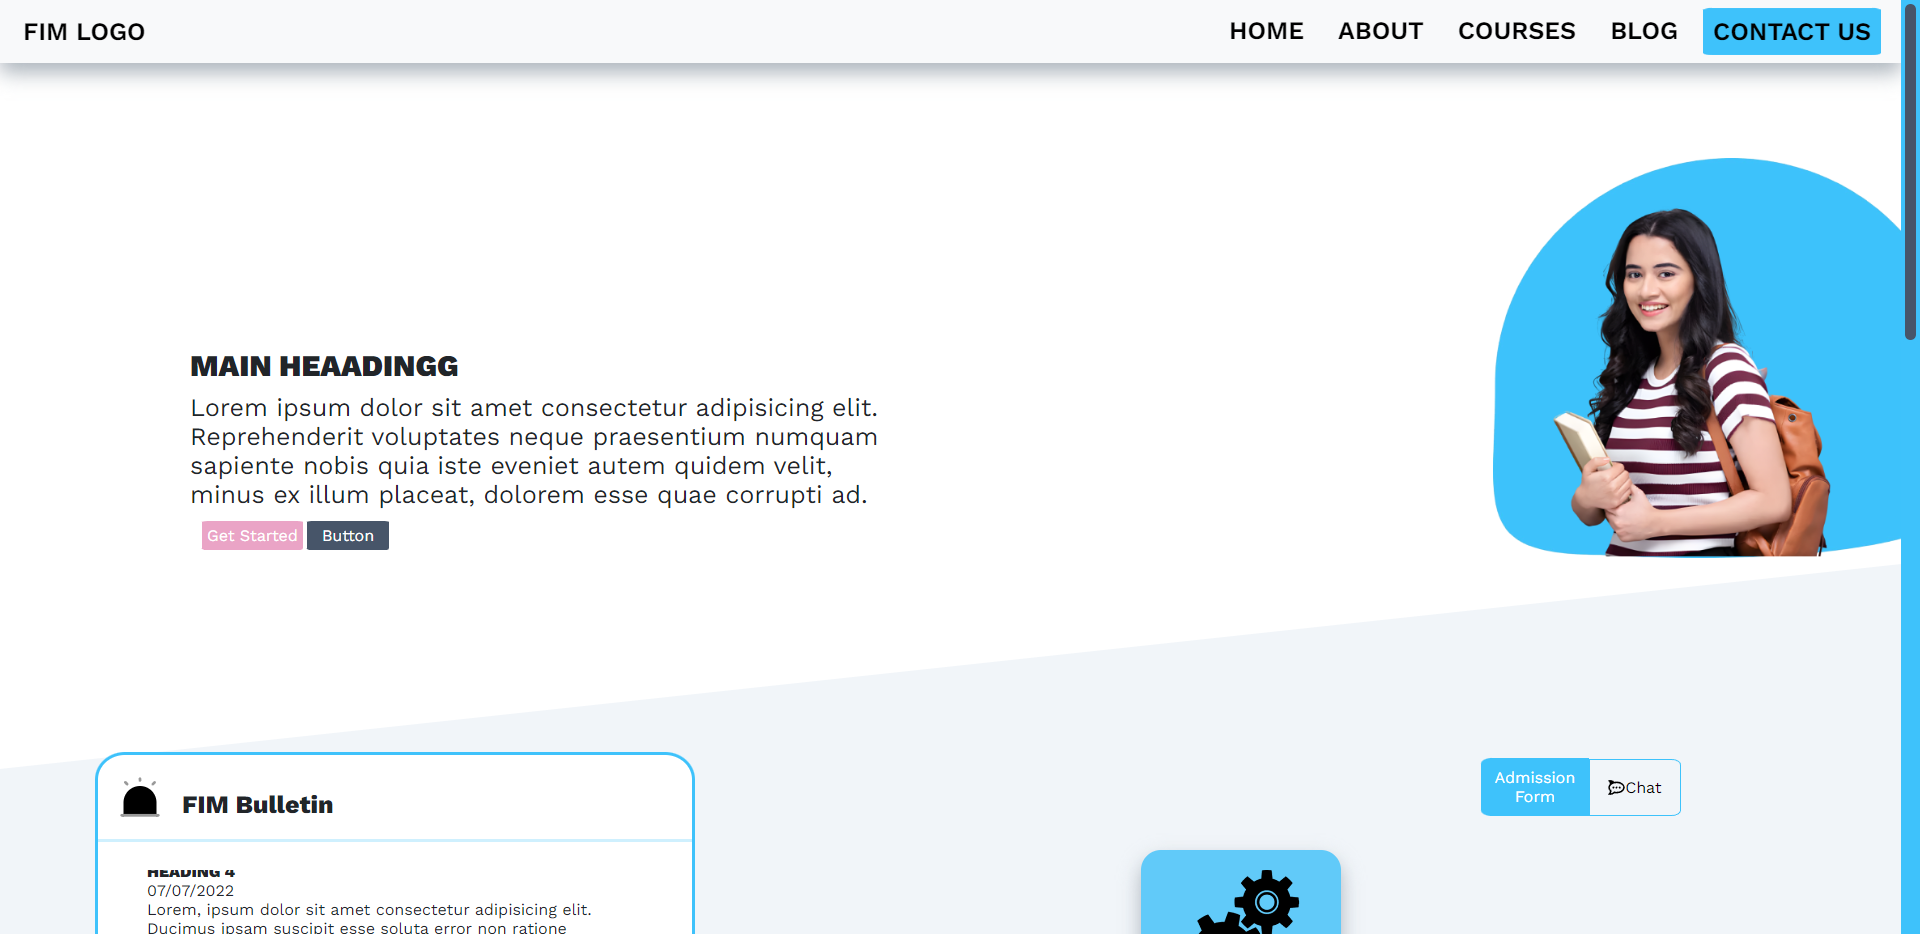 FIM LOGO
HOME ABOUT COURSES BLOG CONTACT US
MAIN HEAADINGG
Lorem ipsum dolor sit amet consectetur adipisicing elit.
Reprehenderit voluptates neque praesentium numquam
sapiente nobis quia iste eveniet autem quidem velit,
minus ex illum placeat, dolorem esse quae corrupti ad.
Get Started Button
Admission
Form
Chat
FIM Bulletin
HEADING 4
07/07/2022
Lorem, ipsum dolor sit amet consectetur adipisicing elit.
Ducimus ipsam suscipit esse soluta error non ratione